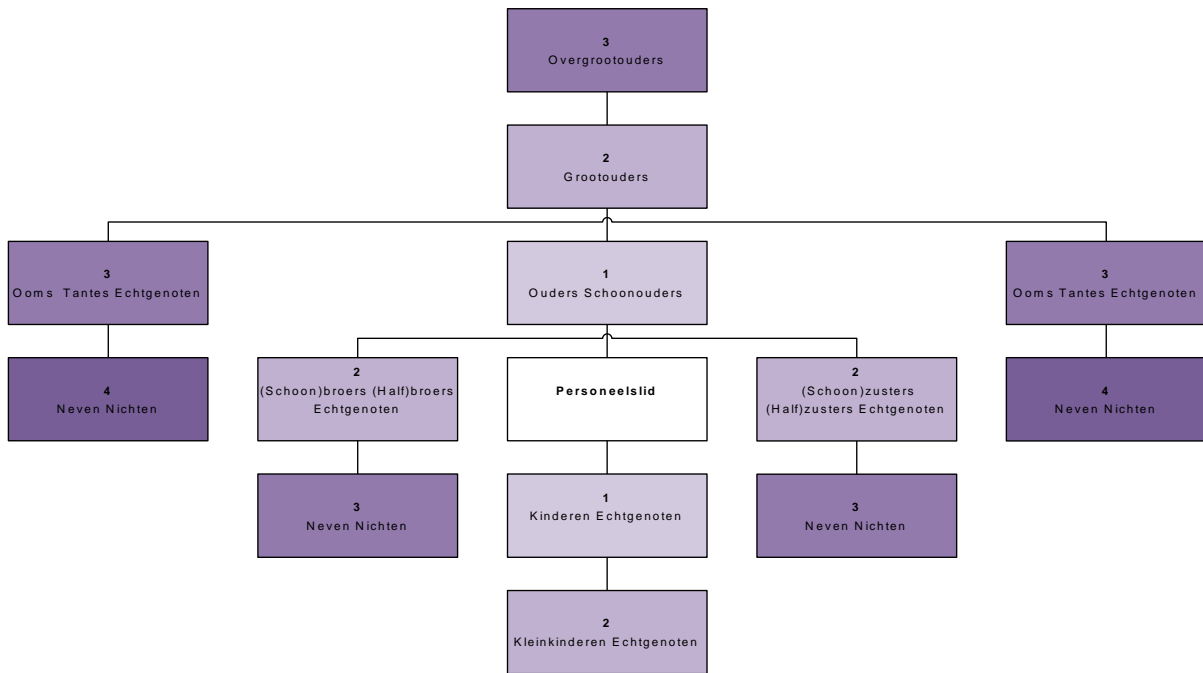 3
Overgrootouders
2
Grootouders
3
Ooms Tantes Echtgenoten
1
Ouders Schoonouders
3
Ooms Tantes Echtgenoten
4
Neven Nichten
2
(Schoon)broers (Half)broers
Echtgenoten
Personeelslid
2
(Schoon)zusters
(Half)zusters Echtgenoten
4
Neven Nichten
3
Neven Nichten
1
Kinderen Echtgenoten
3
Neven Nichten
2
Kleinkinderen Echtgenoten